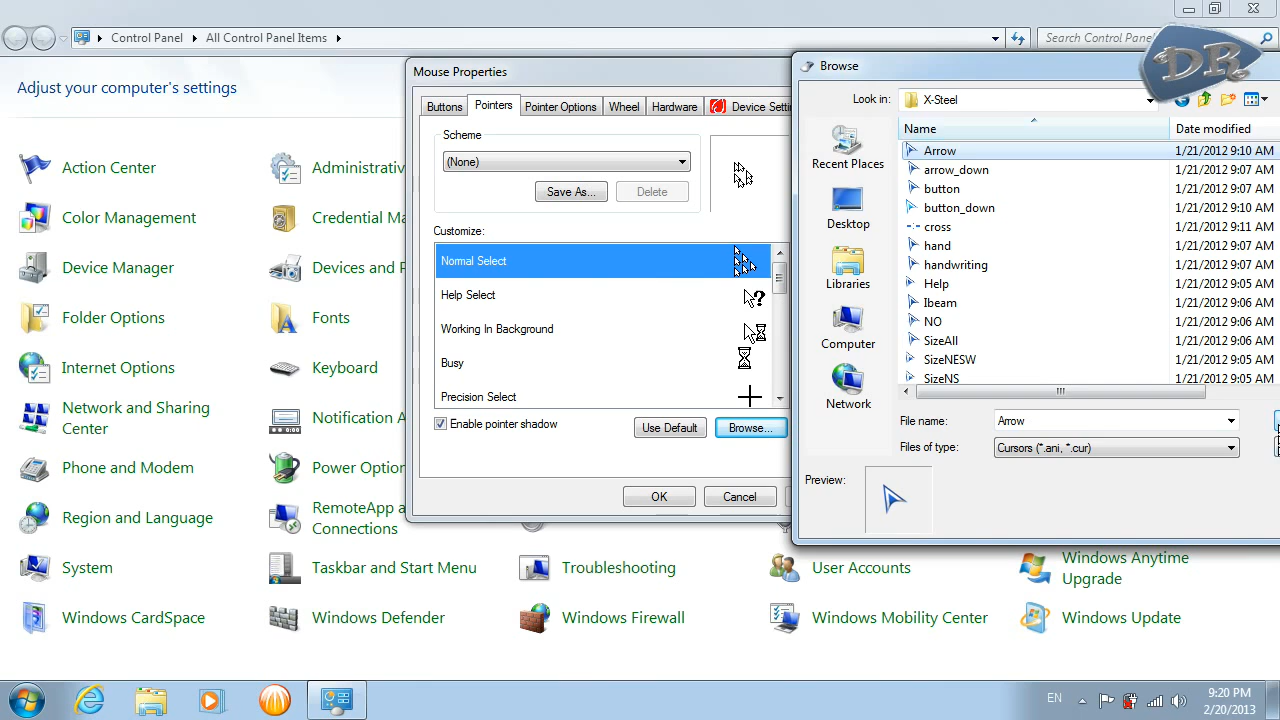 Control Panel
All Control Panel Items
Search Control Panel
DR
Adjust your computer's settings
Action Center
Administrativ
Color Management
Credential Ma
Device Manager
Devices and P
Folder Options
Fonts
Internet Options
Keyboard
Network and Sharing
Center
Notification
Phone and Modem
Power Option
Region and Language
RemoteApp a
Connections
System
Taskbar and Start Menu
Troubleshooting
User Accounts
Windows Anytime
Upgrade
Windows CardSpace
Windows Defender
Windows Firewall
Windows Mobility Center
Windows Update
Mouse Properties
Buttons
Pointers
Pointer Options
Wheel
Hardware
Device Setti
Scheme
(None)
Save As...
Delete
Customize:
Normal Select
Help Select
Working In Background
Busy
Precision Select
Enable pointer shadow
Use Default
Browse...
OK
Cancel
Browse
Look in:
X-Steel
Recent Places
Desktop
Libraries
Computer
Network
Name
Date modified
Arrow
1/21/2012 9:10 AM
arrow_down
1/21/2012 9:07 AM
button
1/21/2012 9:07 AM
button_down
1/21/2012 9:10 AM
cross
1/21/2012 9:11 AM
hand
1/21/2012 9:07 AM
handwriting
1/21/2012 9:07 AM
Help
1/21/2012 9:05 AM
Ibeam
1/21/2012 9:06 AM
NO
1/21/2012 9:06 AM
SizeAll
1/21/2012 9:06 AM
SizeNESW
1/21/2012 9:05 AM
SizeNS
1/21/2012 9:05 AM
File name:
Arrow
Files of type:
Cursors (*.ani, *.cur)
Preview:
EN
9:20 PM
2/20/2013